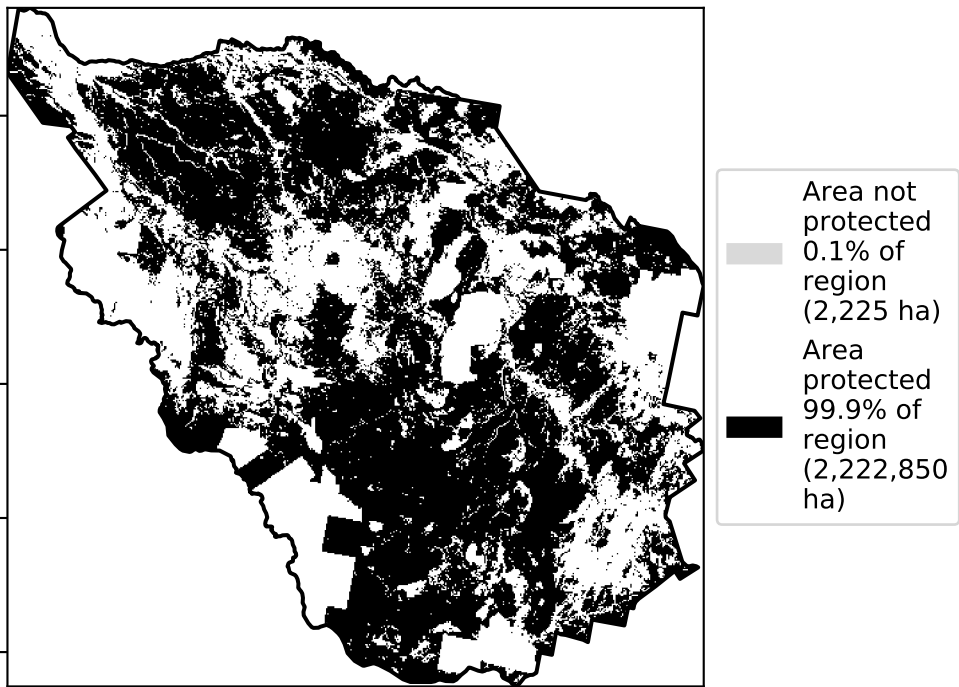 Area not
protected
0.1% of
region
(2,225 ha)
Area
protected
99.9% of
region
(2,222,850
ha)